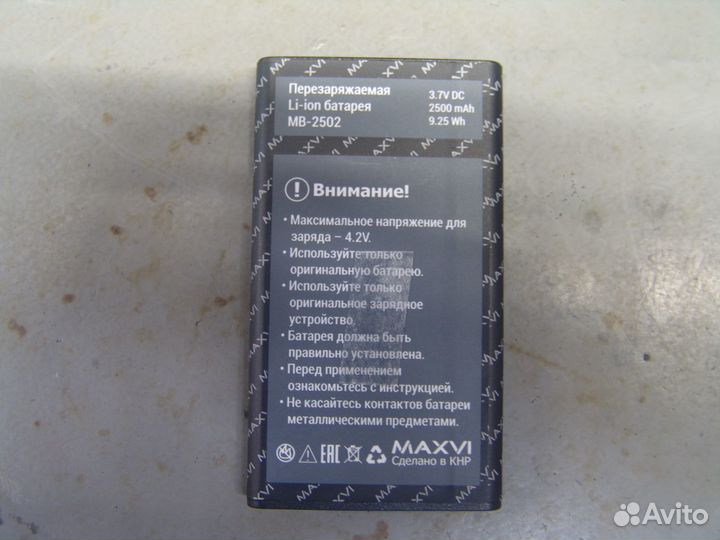 Перезаряжаемая 3.7V DC
Li-ion батарея 2500 mAh
MB-2502 9.25 Wh
Внимание!
• Максимальное напряжение для
заряда – 4.2V.
• Используйте только
оригинальную батарею.
• Используйте только
оригинальное зарядное
устройство.
• Батарея должна быть
правильно установлена.
• Перед применением
ознакомьтесь с инструкцией.
• Не касайтесь контактов батареи
металлическими предметами.
EAC MAXVI
Сделано в КНР
Avito